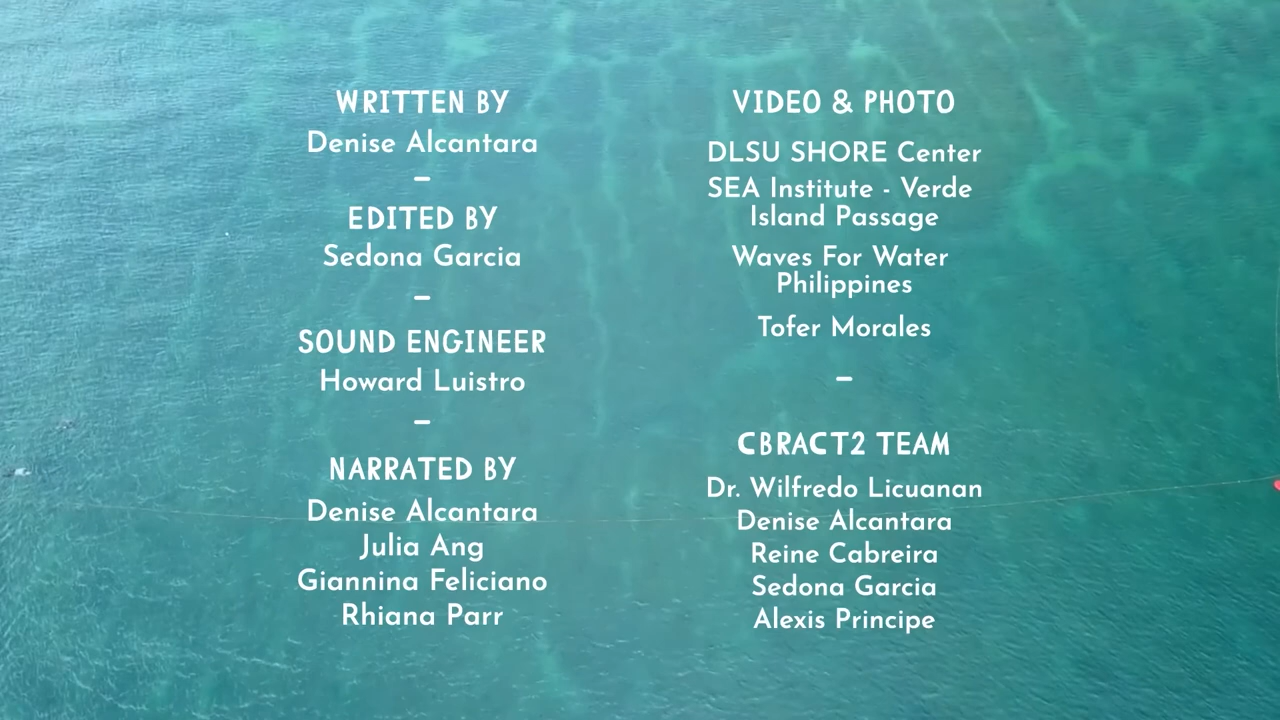 WRITTEN BY
Denise Alcantara
–
EDITED BY
Sedona Garcia
–
SOUND ENGINEER
Howard Luistro
–
NARRATED BY
Denise Alcantara
Julia Ang
Giannina Feliciano
Rhiana Parr
VIDEO & PHOTO
DLSU SHORE Center
SEA Institute - Verde
Island Passage
Waves For Water
Philippines
Tofer Morales
–
CBRACT2 TEAM
Dr. Wilfredo Licuanan
Denise Alcantara
Reine Cabreira
Sedona Garcia
Alexis Principe